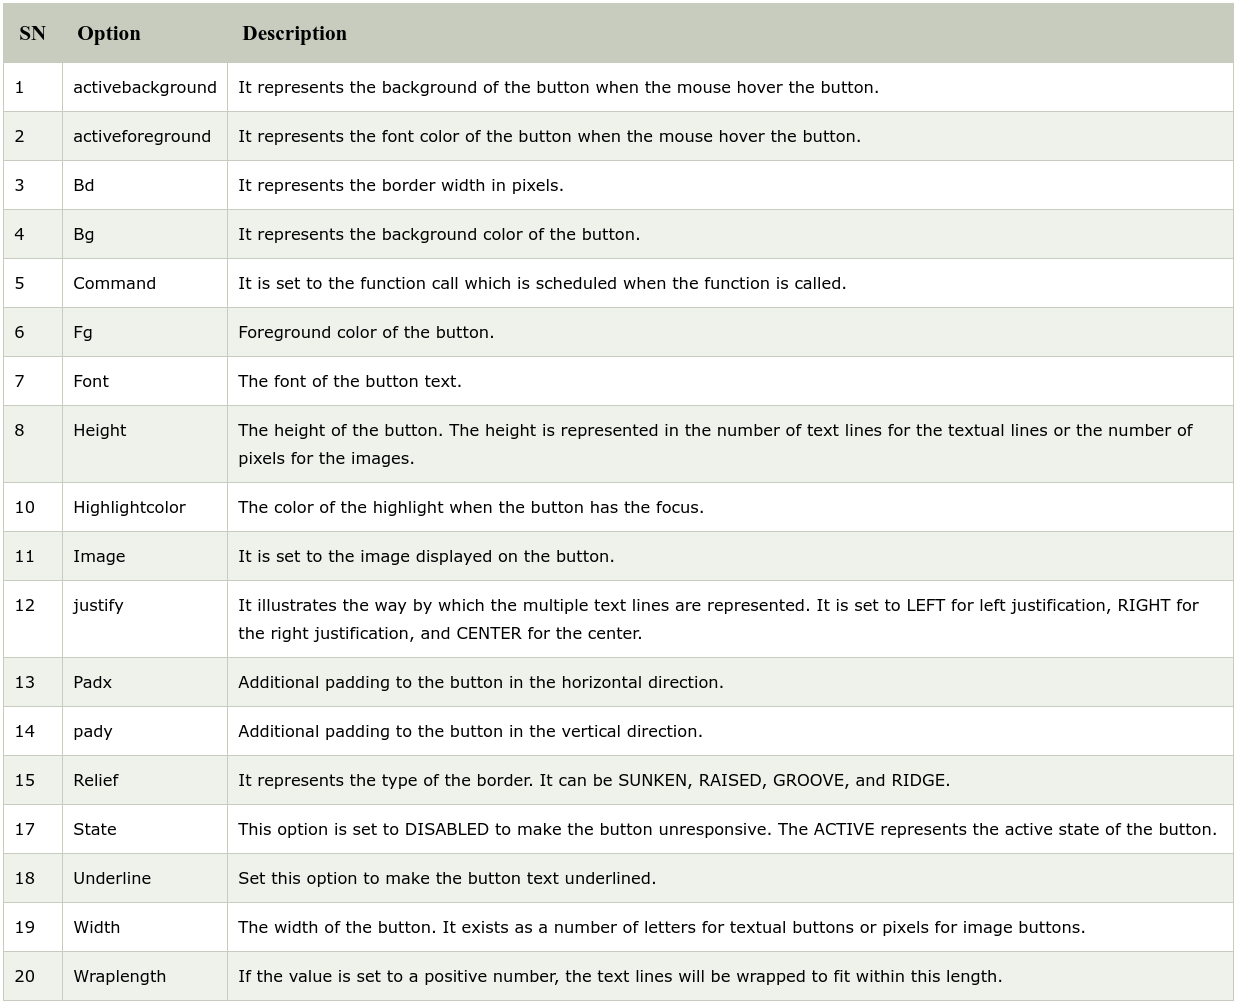 SN Option Description
1 activebackground It represents the background of the button when the mouse hover the button.
2 activeforeground It represents the font color of the button when the mouse hover the button.
3 Bd It represents the border width in pixels.
4 Bg It represents the background color of the button.
5 Command It is set to the function call which is scheduled when the function is called.
6 Fg Foreground color of the button.
7 Font The font of the button text.
8 Height The height of the button. The height is represented in the number of text lines for the textual lines or the number of
pixels for the images.
10 Highlightcolor The color of the highlight when the button has the focus.
11 Image It is set to the image displayed on the button.
12 justify It illustrates the way by which the multiple text lines are represented. It is set to LEFT for left justification, RIGHT for
the right justification, and CENTER for the center.
13 Padx Additional padding to the button in the horizontal direction.
14 pady Additional padding to the button in the vertical direction.
15 Relief It represents the type of the border. It can be SUNKEN, RAISED, GROOVE, and RIDGE.
17 State This option is set to DISABLED to make the button unresponsive. The ACTIVE represents the active state of the button.
18 Underline Set this option to make the button text underlined.
19 Width The width of the button. It exists as a number of letters for textual buttons or pixels for image buttons.
20 Wraplength If the value is set to a positive number, the text lines will be wrapped to fit within this length.